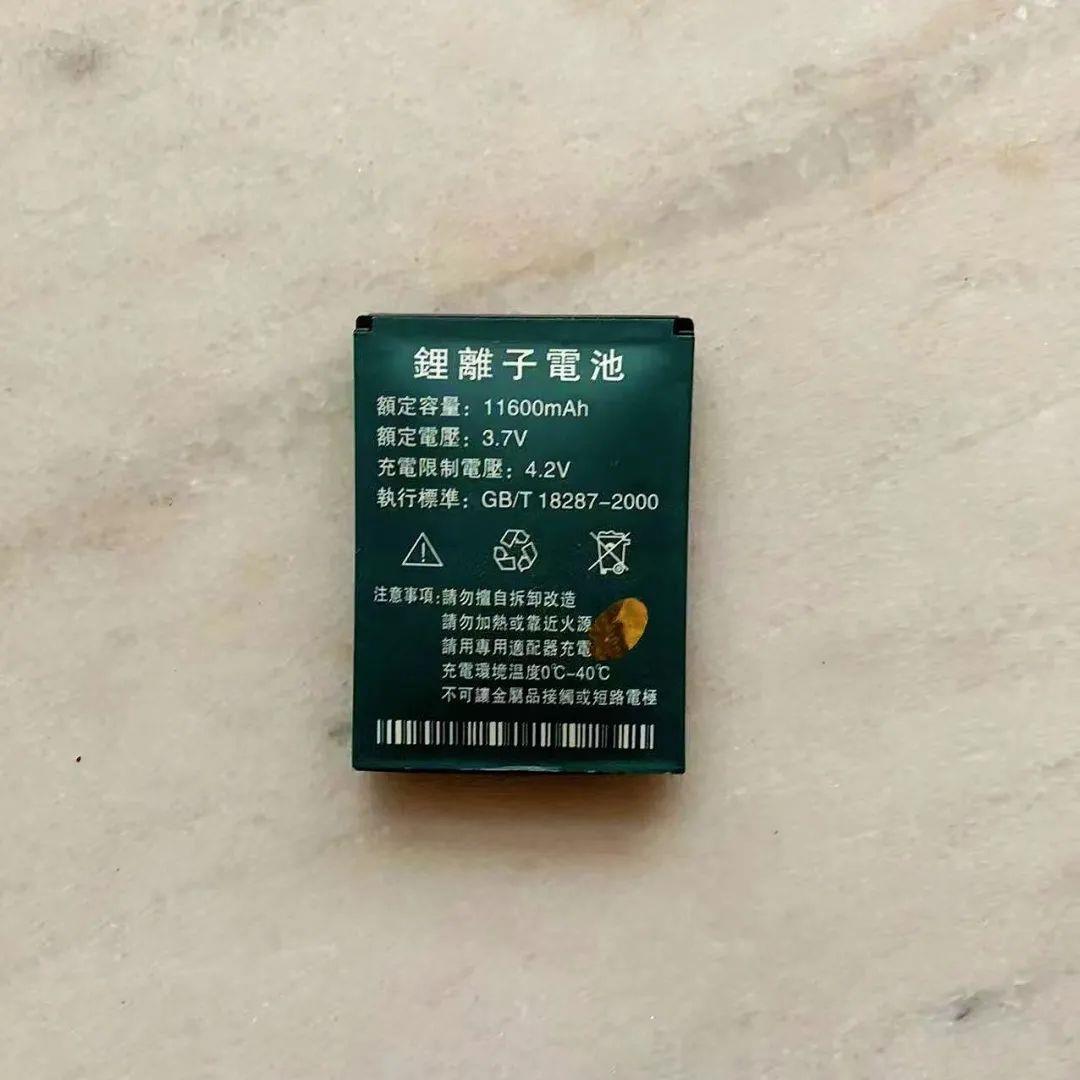 鋰離子電池
額定容量：11600mAh
額定電壓：3.7V
充電限制電壓：4.2V
執行標準：GB/T 18287-2000
注意事項:請勿擅自拆卸改造
請勿加熱或靠近火源
請用專用適配器充電
充電環境溫度0℃-40℃
不可讓金屬品接觸或短路電極